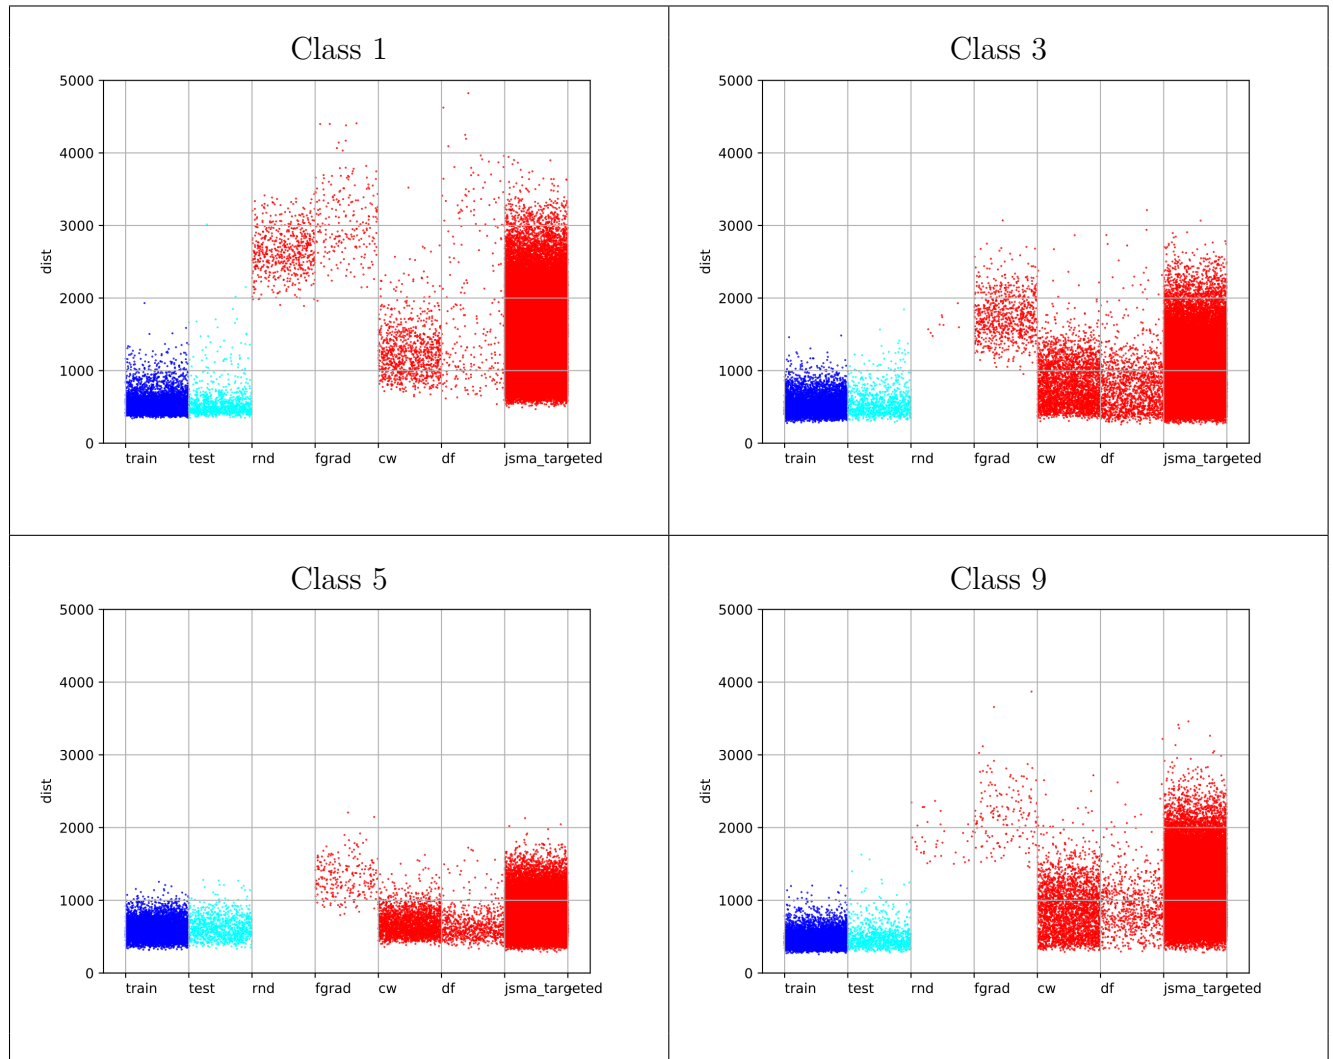 Class 1
5000
4000
3000
2000
1000
0
dist
train test rnd fgrad cw df jsma_targeted
Class 3
5000
4000
3000
2000
1000
0
dist
train test rnd fgrad cw df jsma_targeted
Class 5
5000
4000
3000
2000
1000
0
dist
train test rnd fgrad cw df jsma_targeted
Class 9
5000
4000
3000
2000
1000
0
dist
train test rnd fgrad cw df jsma_targeted